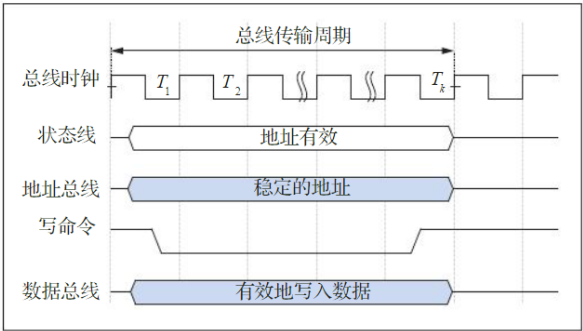 总线传输周期
总线时钟 T1 T2 Tk
状态线 地址有效
地址总线 稳定的地址
写命令
数据总线 有效地写入数据